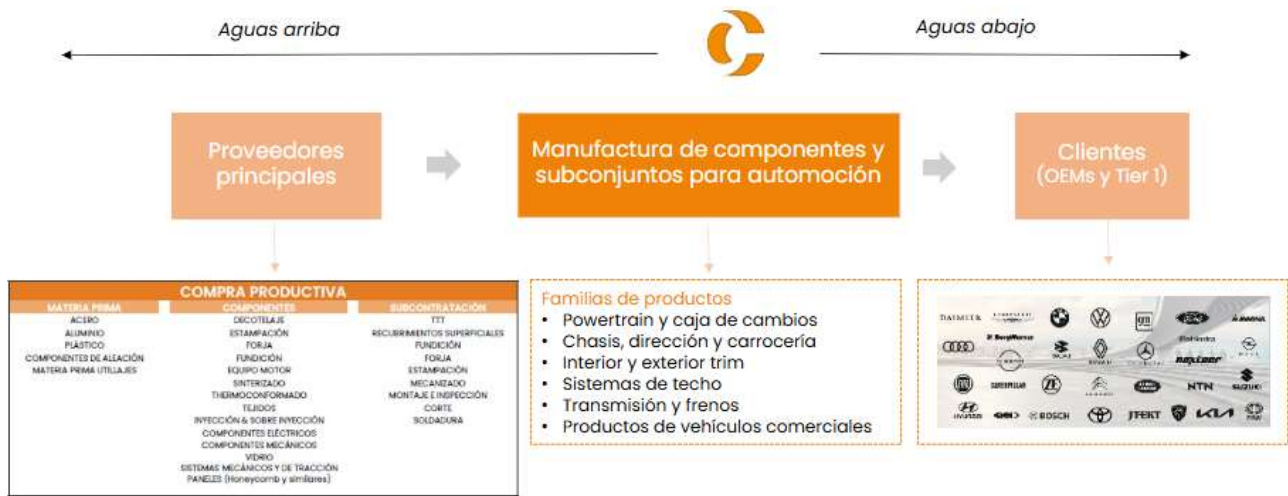 Aguas arriba
Aguas abajo
Proveedores
principales
Manufactura de componentes y
subconjuntos para automoción
Clientes
(OEMs y Tier 1)
COMPRA PRODUCTIVA
MATERIA PRIMA
ACERO
ALUMINIO
PLÁSTICO
COMPONENTES DE ALEACIÓN
MATERIA PRIMA UTILLAJES
COMPONENTES
DECOTELAJE
ESTAMPACIÓN
FORJA
FUNDICIÓN
EQUIPO MOTOR
SINTERIZADO
THERMOCONFORMADO
TEJIDOS
INYECCIÓN & SOBRE INYECCIÓN
COMPONENTES ELÉCTRICOS
COMPONENTES MECÁNICOS
VIDRIO
SISTEMAS MECÁNICOS Y DE TRACCIÓN
PANELES (Honeycomb y similares)
SUBCONTRATACIÓN
TTT
RECUBRIMIENTOS SUPERFICIALES
FUNDICIÓN
FORJA
ESTAMPACIÓN
MECANIZADO
MONTAJE E INSPECCIÓN
CORTE
SOLDADURA
Familias de productos
• Powertrain y caja de cambios
• Chasis, dirección y carrocería
• Interior y exterior trim
• Sistemas de techo
• Transmisión y frenos
• Productos de vehículos comerciales
DAIMLER
gm
Ford
MAGNA
BorgWarner
Mahindra
SEAT
NTN
SUZUKI
HYUNDAI
BOSCH
JTEKT
KIA